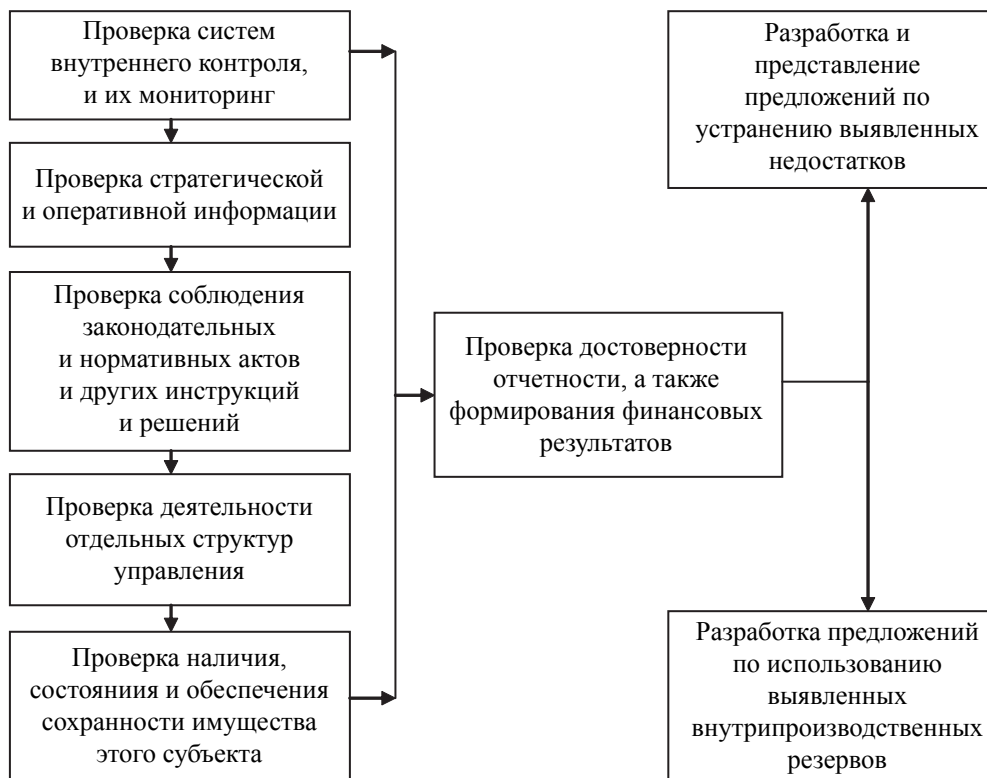 Проверка систем
внутреннего контроля,
и их мониторинг
Проверка стратегической
и оперативной информации
Проверка соблюдения
законодательных
и нормативных актов
и других инструкций
и решений
Проверка деятельности
отдельных структур
управления
Проверка наличия,
состояниия и обеспечения
сохранности имущества
этого субъекта
Проверка достоверности
отчетности, а также
формирования финансовых
результатов
Разработка и
представление
предложений по
устранению выявленных
недостатков
Разработка предложений
по использованию
выявленных
внутрипроизводственных
резервов